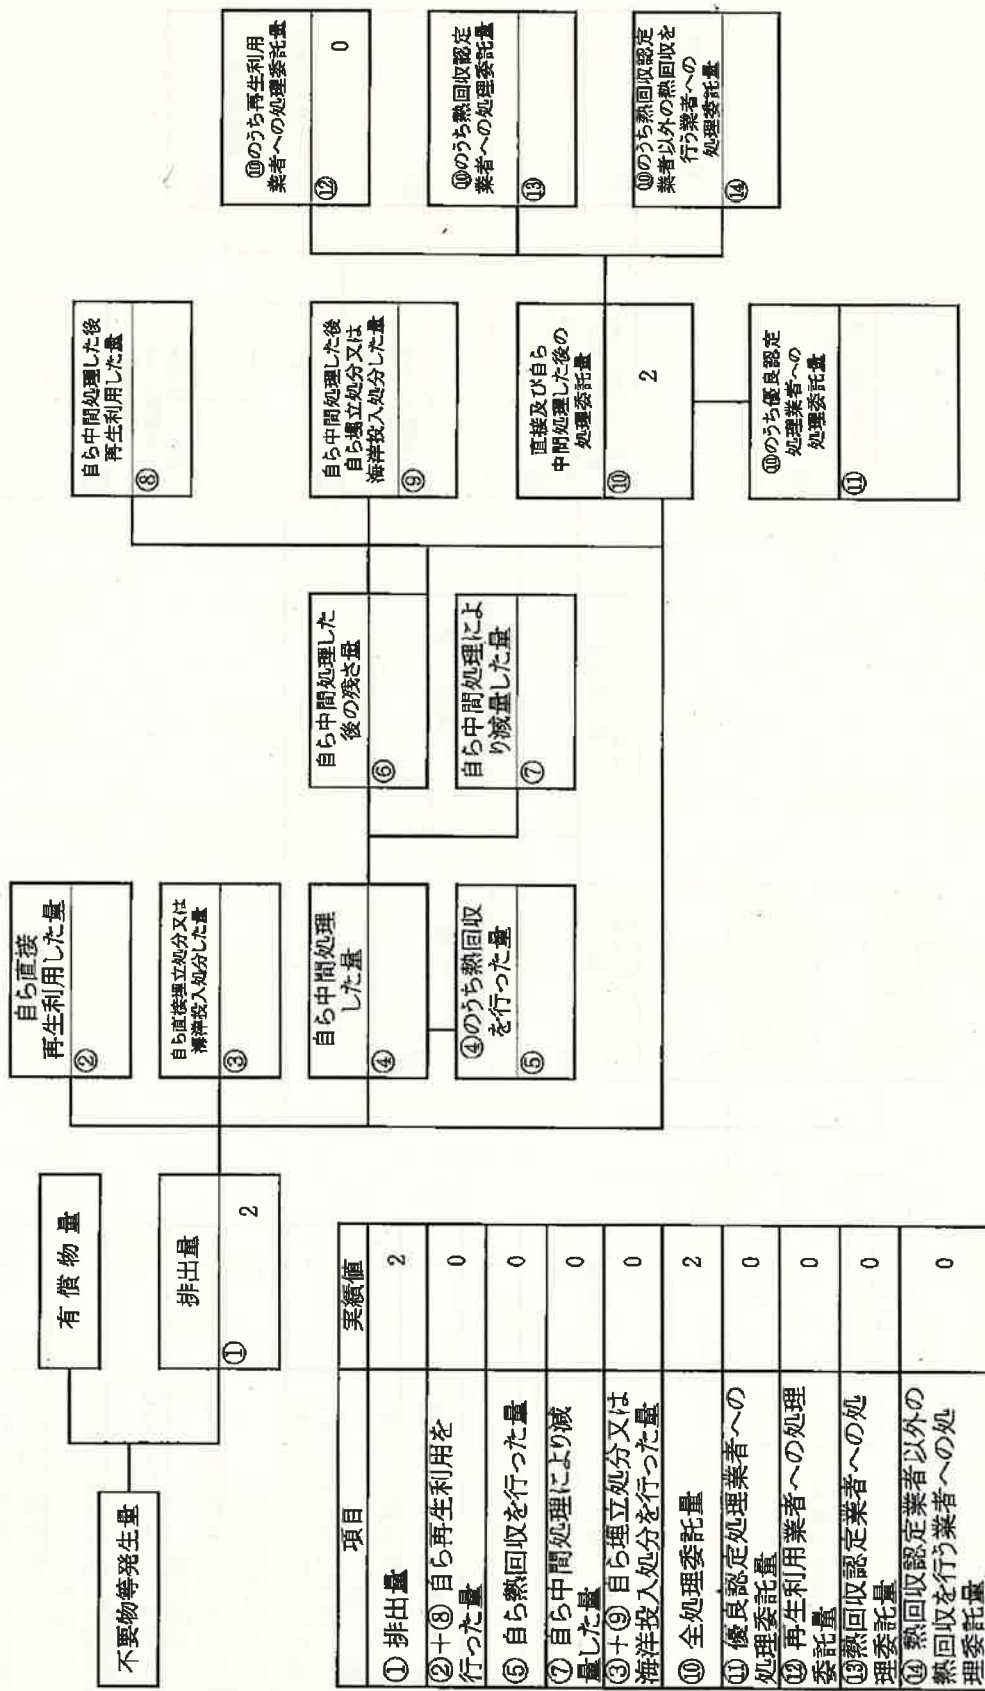 不要物等発生量
有償物量
排出量
①
2
自ら直接
再生利用した量
②
自ら直接埋立処分又は
海洋投入処分した量
③
自ら中間処理
した量
④
④のうち熱回収
を行った量
⑤
自ら中間処理した
後の残さ量
⑥
自ら中間処理によ
り減量した量
⑦
自ら中間処理した後
再生利用した量
⑧
自ら中間処理した後
自ら埋立処分又は
海洋投入処分した量
⑨
直接及び自ら
中間処理した後の
処理委託量
⑩
2
⑩のうち優良認定
処理業者への
処理委託量
⑪
⑩のうち再生利用
業者への処理委託量
⑫
0
⑩のうち熱回収認定
業者への処理委託量
⑬
⑩のうち熱回収認定
業者以外の熱回収を
行う業者への
処理委託量
⑭
項目 実績値
①排出量 2
②+⑧ 自ら再生利用を
行った量 0
⑤ 自ら熱回収を行った量 0
⑦ 自ら中間処理により減
量した量 0
③+⑨ 自ら埋立処分又は
海洋投入処分を行った量 0
⑩ 全処理委託量 2
⑪ 優良認定処理業者への
処理委託量 0
⑫ 再生利用業者への処理
委託量 0
⑬熱回収認定業者への処
理委託量 0
⑭ 熱回収認定業者以外の
熱回収を行う業者への処
理委託量 0